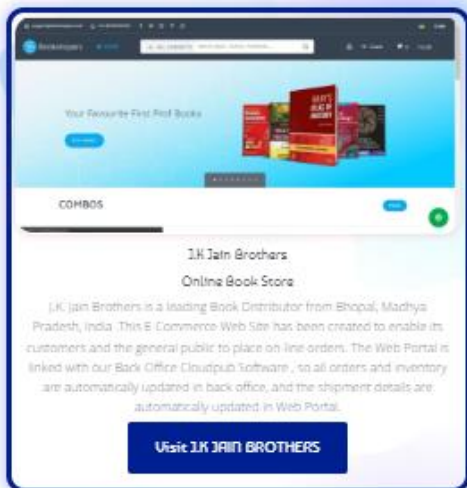 Bookshopee
Your Favourite First Prof Books
ATLAS OF
ANATOMY
COMBOS
J.K Jain Brothers
Online Book Store
J.K. Jain Brothers is a leading Book Distributor from Bhopal, Madhya
Pradesh, India .This E-Commerce Web Site has been created to enable its
customers and the general public to place on-line orders. The Web Portal is
linked with our Back Office Cloudpub Software , so all orders and inventory
are automatically updated in back office, and the shipment details are
automatically updated in Web Portal.
Visit J.K JAIN BROTHERS